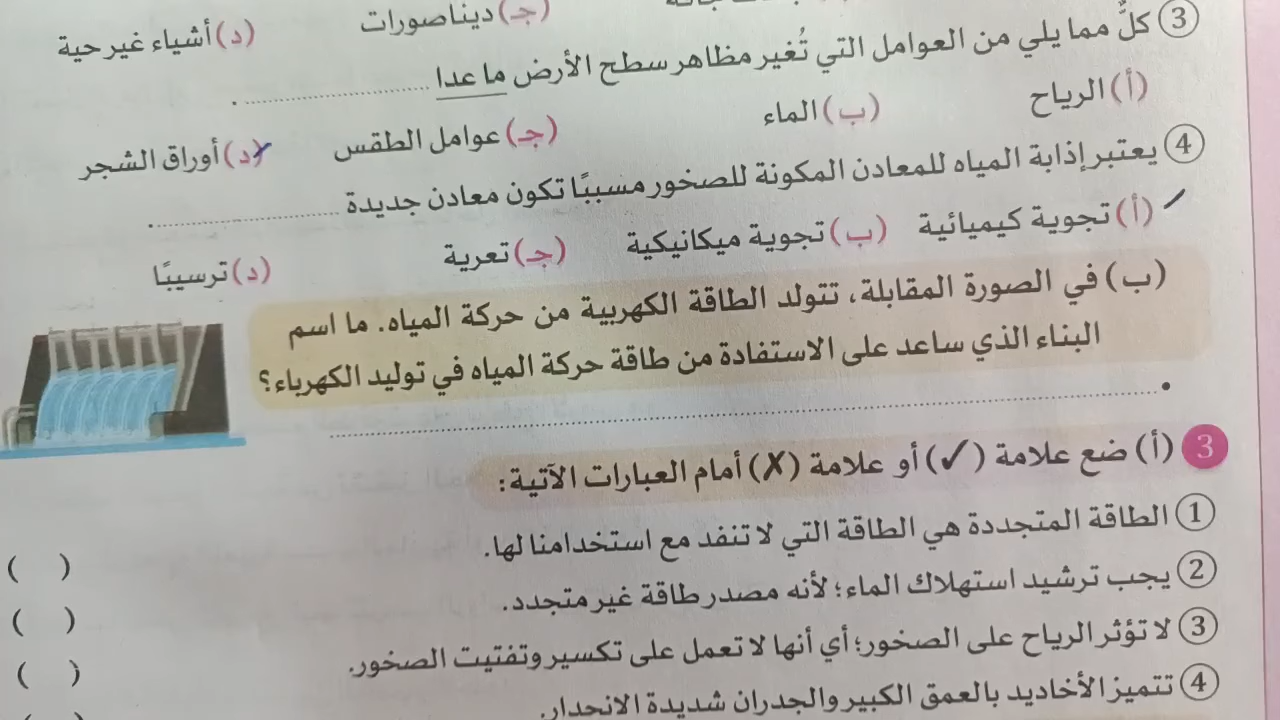 (جـ) ديناصورات (د) أشياء غير حية
③ كلٌّ مما يلي من العوامل التي تُغير مظاهر سطح الأرض ما عدا ..............................
(أ) الرياح (ب) الماء (جـ) عوامل الطقس (د) أوراق الشجر
④ يعتبر إذابة المياه للمعادن المكونة للصخور مسببًا تكون معادن جديدة ..............................
(أ) تجوية كيميائية (ب) تجوية ميكانيكية (جـ) تعرية (د) ترسيبًا
(ب) في الصورة المقابلة، تتولد الطاقة الكهربية من حركة المياه. ما اسم
البناء الذي ساعد على الاستفادة من طاقة حركة المياه في توليد الكهرباء؟
• ..............................
3 (أ) ضع علامة (✓) أو علامة (✗) أمام العبارات الآتية:
① الطاقة المتجددة هي الطاقة التي لا تنفد مع استخدامنا لها. ( )
② يجب ترشيد استهلاك الماء؛ لأنه مصدر طاقة غير متجدد. ( )
③ لا تؤثر الرياح على الصخور؛ أي أنها لا تعمل على تكسير وتفتيت الصخور. ( )
④ تتميز الأخاديد بالعمق الكبير والجدران شديدة الانحدار. ( )